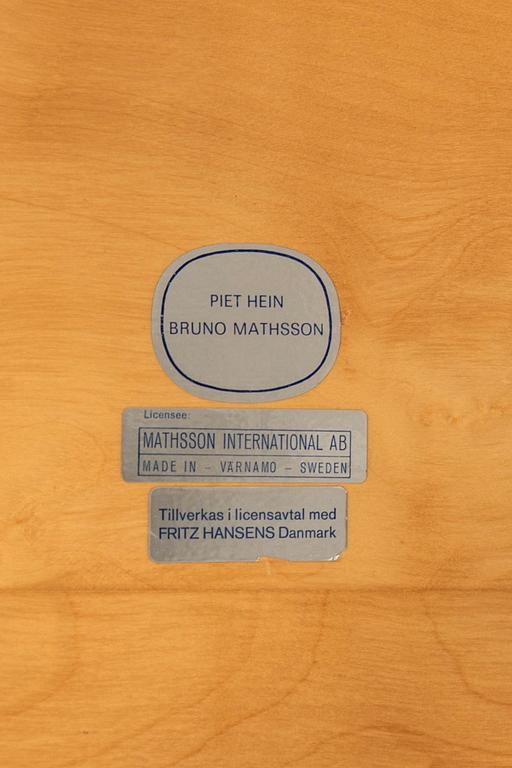 PIET HEIN
BRUNO MATHSSON
Licensee:
MATHSSON INTERNATIONAL AB
MADE IN – VÄRNAMO – SWEDEN
Tillverkas i licensavtal med
FRITZ HANSENS Danmark